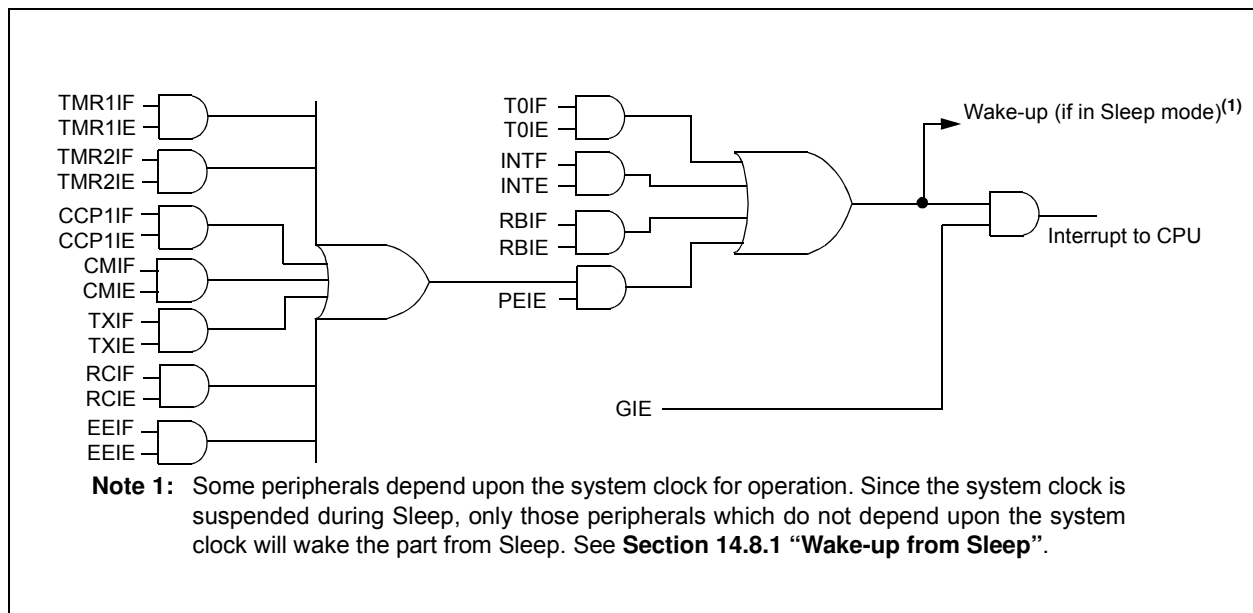 TMR1IF
TMR1IE
TMR2IF
TMR2IE
CCP1IF
CCP1IE
CMIF
CMIE
TXIF
TXIE
RCIF
RCIE
EEIF
EEIE
T0IF
T0IE
INTF
INTE
RBIF
RBIE
PEIE
GIE
Wake-up (if in Sleep mode)(1)
Interrupt to CPU
Note 1: Some peripherals depend upon the system clock for operation. Since the system clock is
suspended during Sleep, only those peripherals which do not depend upon the system
clock will wake the part from Sleep. See Section 14.8.1 “Wake-up from Sleep”.